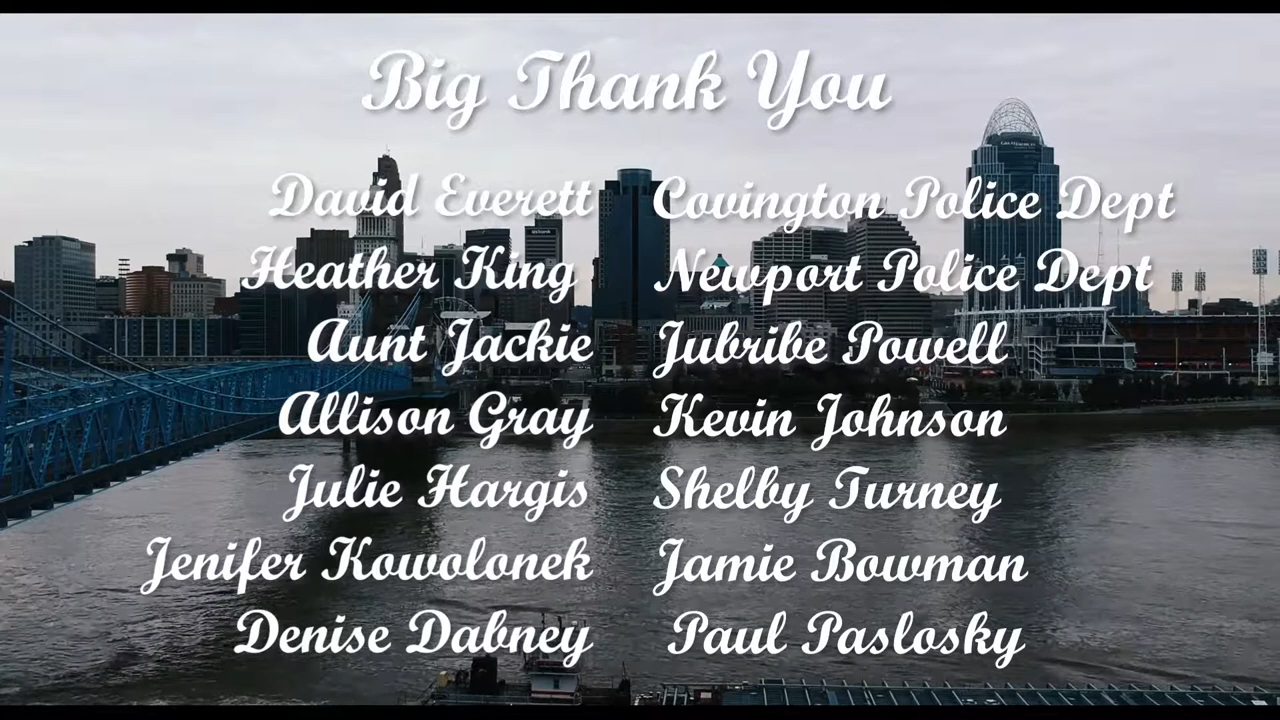 Big Thank You
David Everett
Heather King
Aunt Jackie
Allison Gray
Julie Hargis
Jenifer Kowolonek
Denise Dabney
Covington Police Dept
Newport Police Dept
Jubribe Powell
Kevin Johnson
Shelby Turney
Jamie Bowman
Paul Paslosky